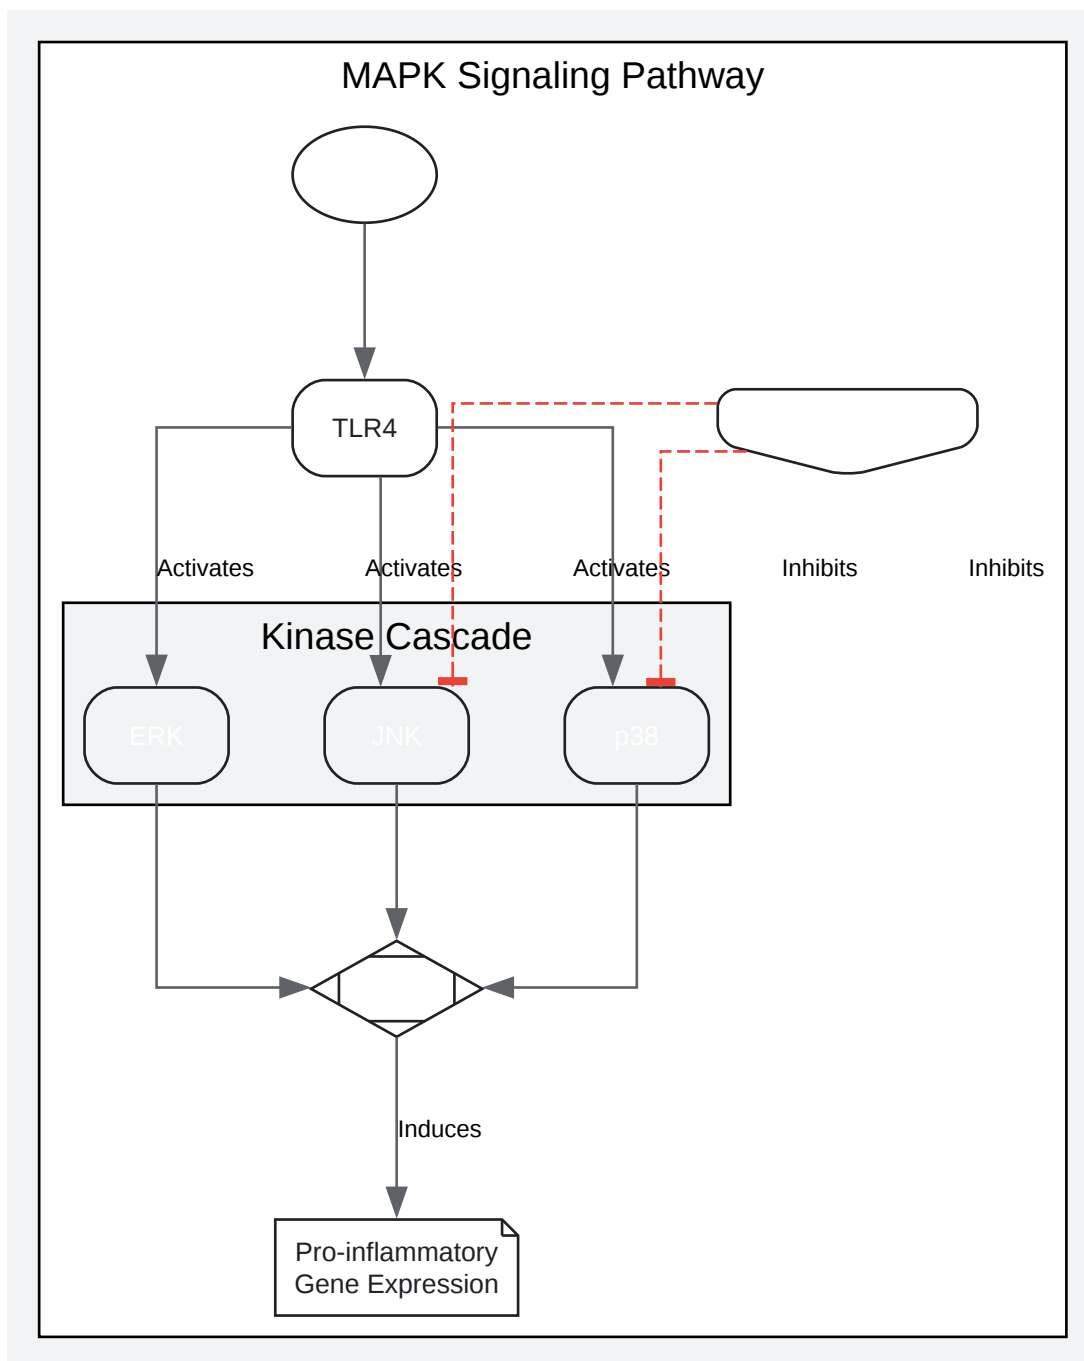 MAPK Signaling Pathway
TLR4
Activates
Activates
Activates
Inhibits
Inhibits
Kinase Cascade
ERK
JNK
p38
Induces
Pro-inflammatory
Gene Expression